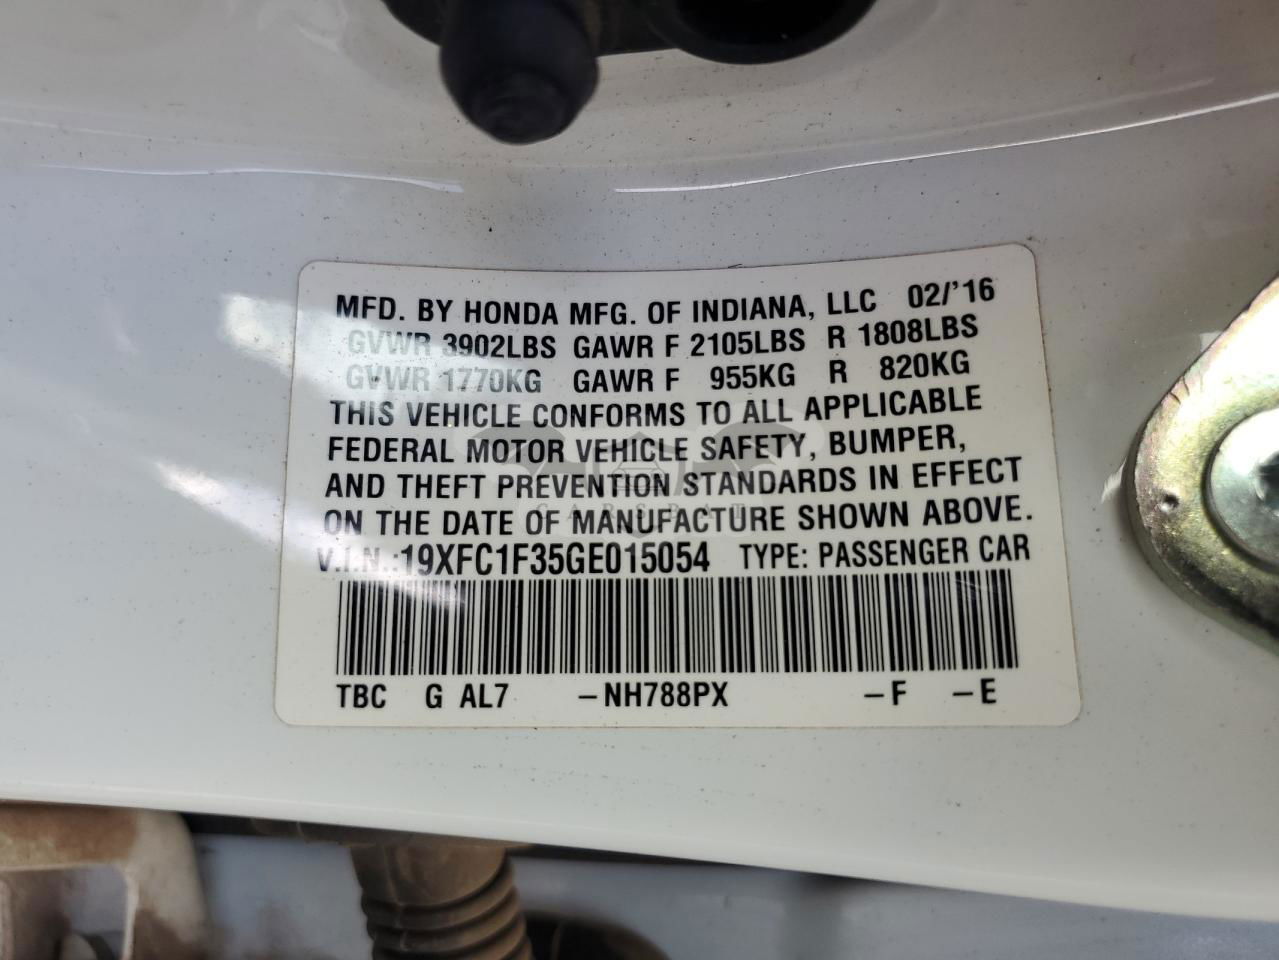 MFD. BY HONDA MFG. OF INDIANA, LLC 02/'16
GVWR 3902LBS GAWR F 2105LBS R 1808LBS
GVWR 1770KG GAWR F 955KG R 820KG
THIS VEHICLE CONFORMS TO ALL APPLICABLE
FEDERAL MOTOR VEHICLE SAFETY, BUMPER,
AND THEFT PREVENTION STANDARDS IN EFFECT
ON THE DATE OF MANUFACTURE SHOWN ABOVE.
V.I.N.:19XFC1F35GE015054 TYPE: PASSENGER CAR
TBC G AL7 –NH788PX –F –E